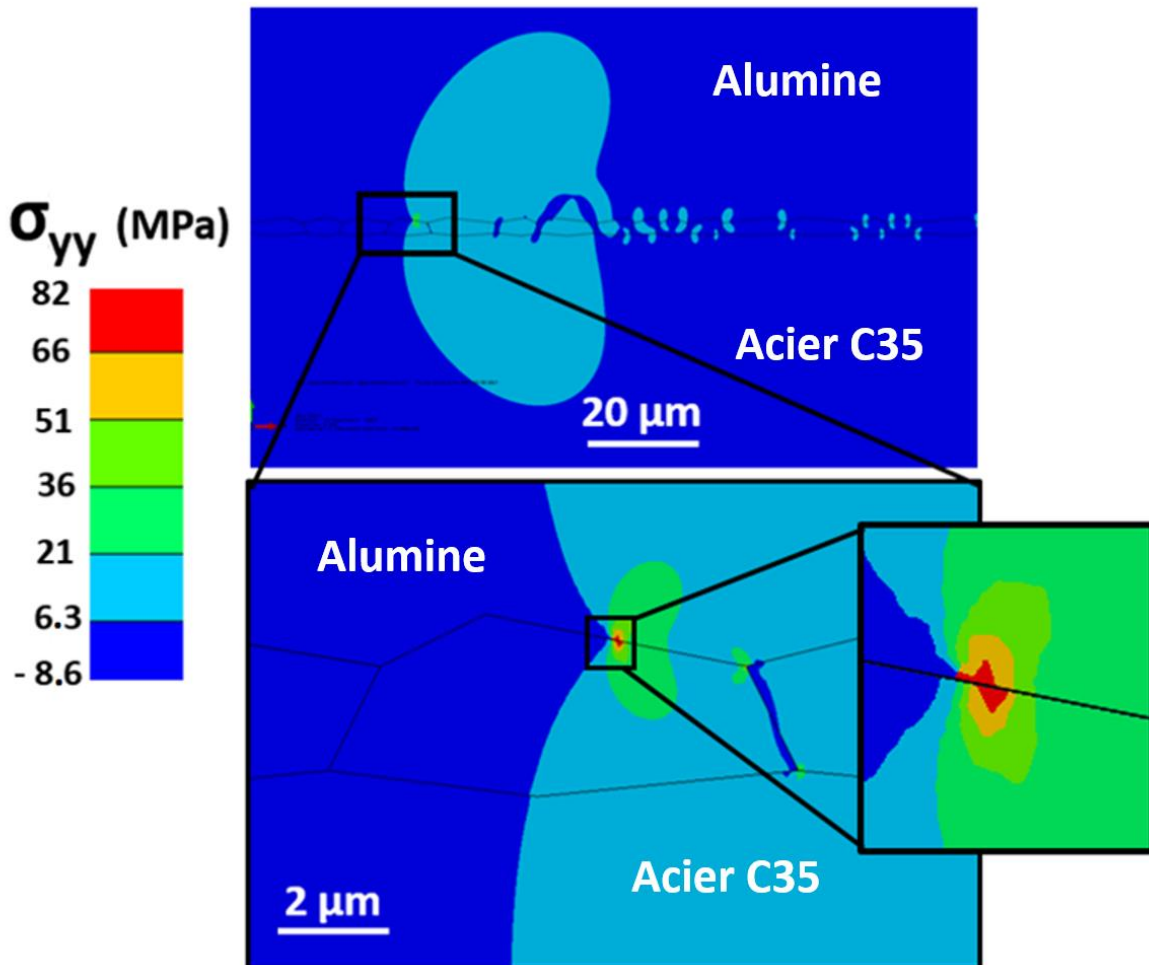 Alumine
σyy (MPa)
82
66
51
36
21
6.3
- 8.6
Acier C35
20 µm
Alumine
Acier C35
2 µm